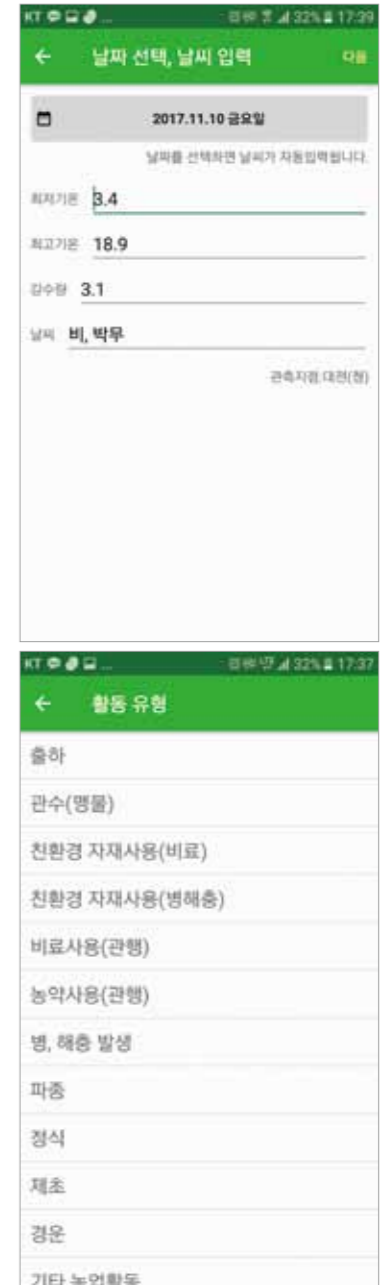 KT ... 32% 17:39
← 날짜 선택, 날씨 입력 다음
2017.11.10 금요일
날짜를 선택하면 날씨가 자동입력됩니다.
최저기온 3.4
최고기온 18.9
강수량 3.1
날씨 비, 박무
관측지점:대전(청)
KT ... 32% 17:37
← 활동 유형
출하
관수(맹물)
친환경 자재사용(비료)
친환경 자재사용(병해충)
비료사용(관행)
농약사용(관행)
병, 해충 발생
파종
정식
제초
경운
기타 농업활동